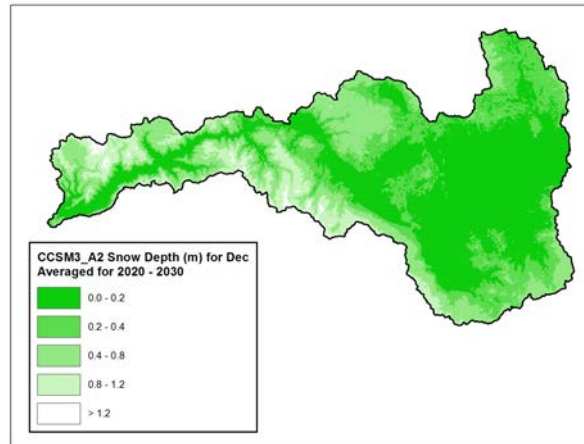 CCSM3_A2 Snow Depth (m) for Dec
Averaged for 2020 - 2030
0.0 - 0.2
0.2 - 0.4
0.4 - 0.8
0.8 - 1.2
> 1.2